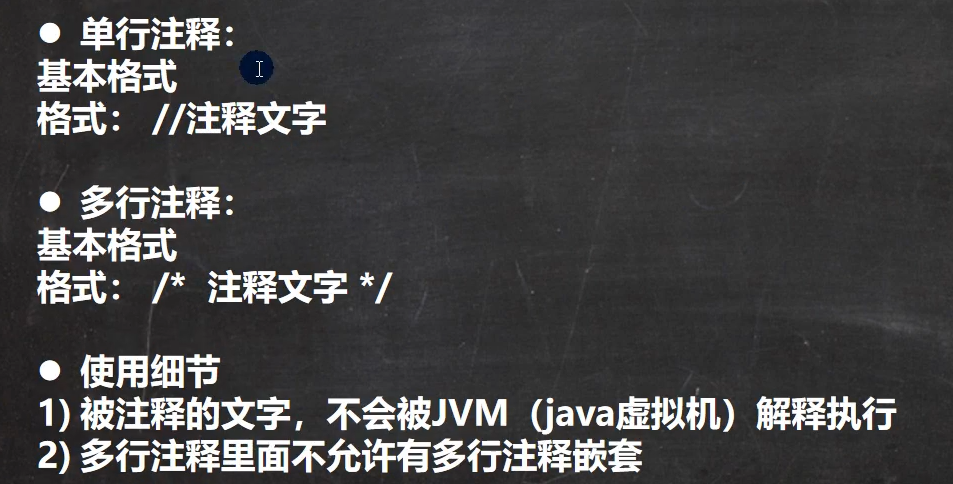 ● 单行注释：
基本格式
格式： //注释文字
● 多行注释：
基本格式
格式： /* 注释文字 */
● 使用细节
1) 被注释的文字，不会被JVM（java虚拟机）解释执行
2) 多行注释里面不允许有多行注释嵌套